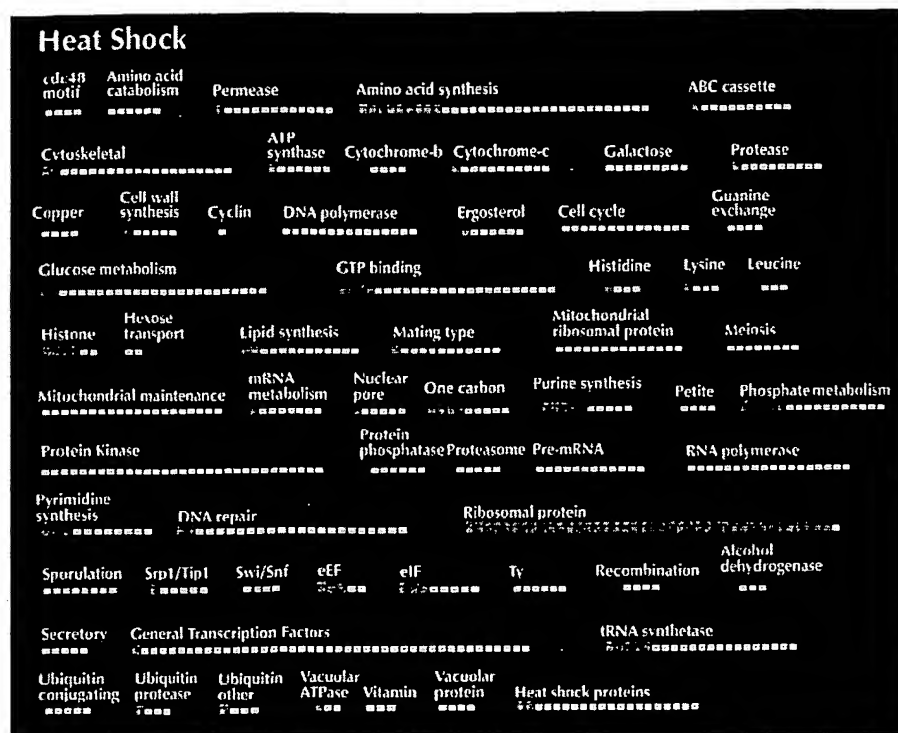 Heat Shock
cdc48 motif Amino acid catabolism Permease Amino acid synthesis ABC cassette
Cytoskeletal ATP synthase Cytochrome-b Cytochrome-c Galactose Protease
Copper Cell wall synthesis Cyclin DNA polymerase Ergosterol Cell cycle Guanine exchange
Glucose metabolism GTP binding Histidine Lysine Leucine
Histone Hexose transport Lipid synthesis Mating type Mitochondrial ribosomal protein Meiosis
Mitochondrial maintenance mRNA metabolism Nuclear pore One carbon Purine synthesis Petite Phosphate metabolism
Protein Kinase Protein phosphatase Proteasome Pre-mRNA RNA polymerase
Pyrimidine synthesis DNA repair Ribosomal protein
Sporulation Srp1/Tip1 Swi/Snf eEF eIF Ty Recombination Alcohol dehydrogenase
Secretory General Transcription Factors tRNA synthetase
Ubiquitin conjugating Ubiquitin protease Ubiquitin other Vacuolar ATPase Vitamin Vacuolar protein Heat shock proteins